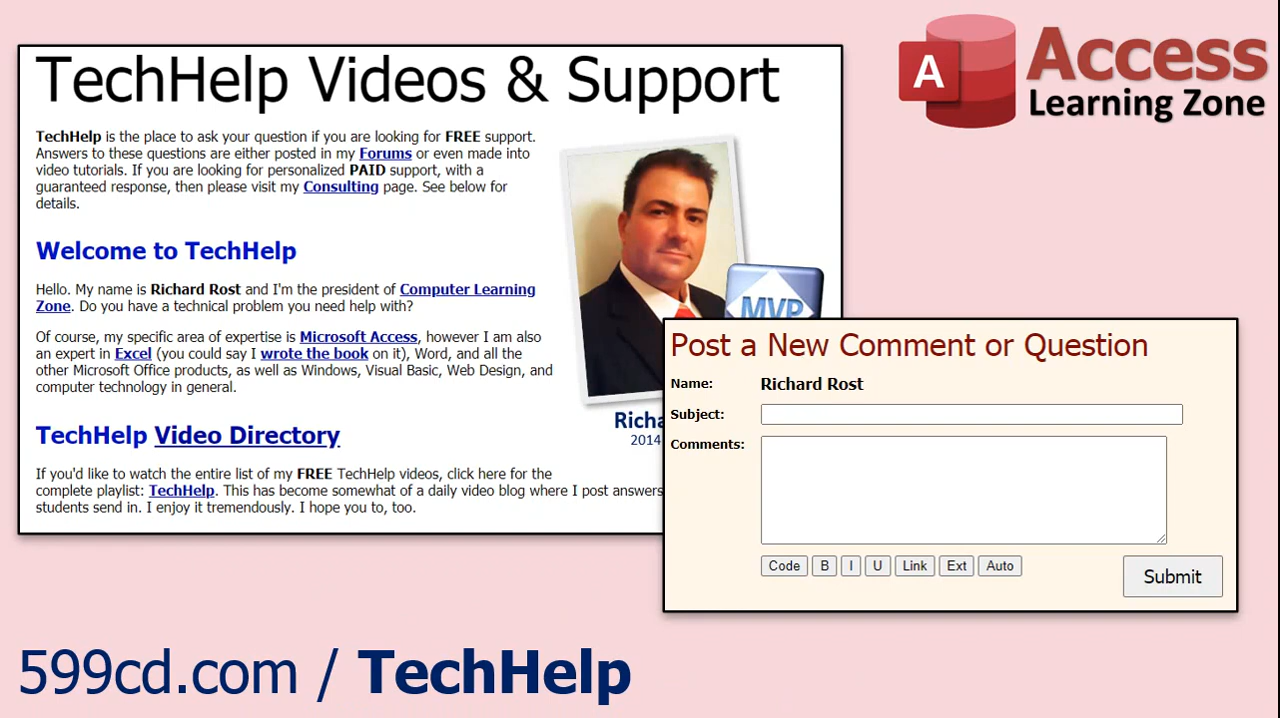 TechHelp Videos & Support
TechHelp is the place to ask your question if you are looking for FREE support.
Answers to these questions are either posted in my Forums or even made into
video tutorials. If you are looking for personalized PAID support, with a
guaranteed response, then please visit my Consulting page. See below for
details.
Welcome to TechHelp
Hello. My name is Richard Rost and I'm the president of Computer Learning
Zone. Do you have a technical problem you need help with?
Of course, my specific area of expertise is Microsoft Access, however I am also
an expert in Excel (you could say I wrote the book on it), Word, and all the
other Microsoft Office products, as well as Windows, Visual Basic, Web Design, and
computer technology in general.
TechHelp Video Directory
If you'd like to watch the entire list of my FREE TechHelp videos, click here for the
complete playlist: TechHelp. This has become somewhat of a daily video blog where I post answers
students send in. I enjoy it tremendously. I hope you to, too.
MVP
Richa
2014
A
Access
Learning Zone
Post a New Comment or Question
Name: Richard Rost
Subject:
Comments:
Code B I U Link Ext Auto
Submit
599cd.com / TechHelp